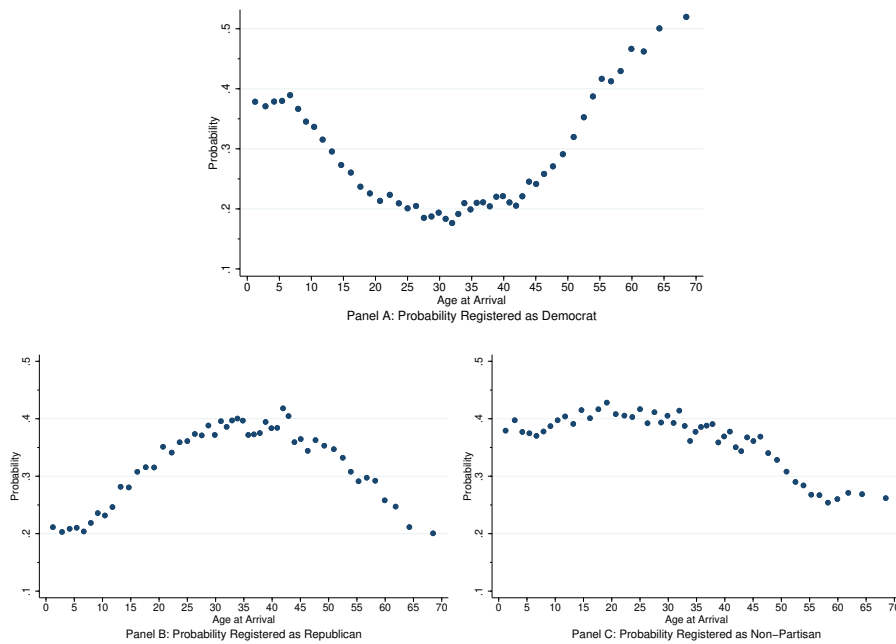 .5
.4
.3
.2
.1
Probability
0 5 10 15 20 25 30 35 40 45 50 55 60 65 70
Age at Arrival
Panel A: Probability Registered as Democrat
.5
.4
.3
.2
.1
Probability
0 5 10 15 20 25 30 35 40 45 50 55 60 65 70
Age at Arrival
Panel B: Probability Registered as Republican
.5
.4
.3
.2
.1
Probability
0 5 10 15 20 25 30 35 40 45 50 55 60 65 70
Age at Arrival
Panel C: Probability Registered as Non−Partisan